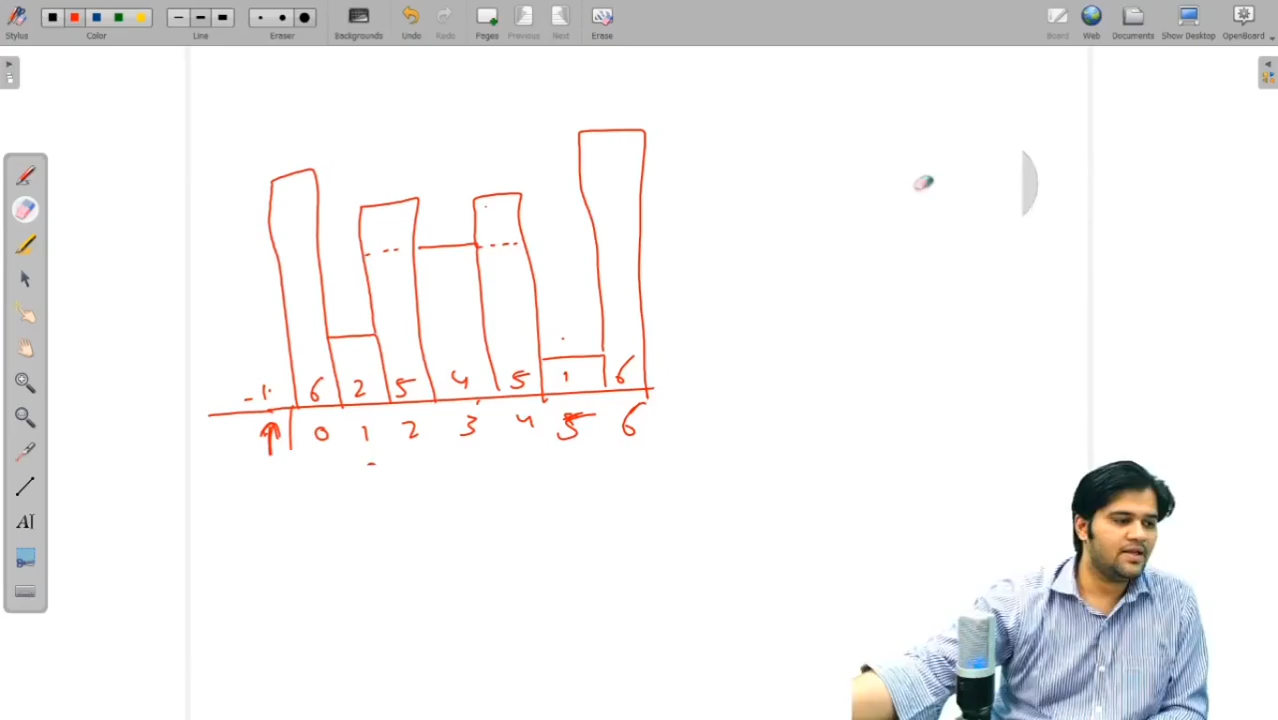 Stylus Color Line Eraser Backgrounds Undo Redo Pages Previous Next Erase Board Web Documents Show Desktop OpenBoard
-1 6 2 5 4 5 1 6
0 1 2 3 4 5 6
AI